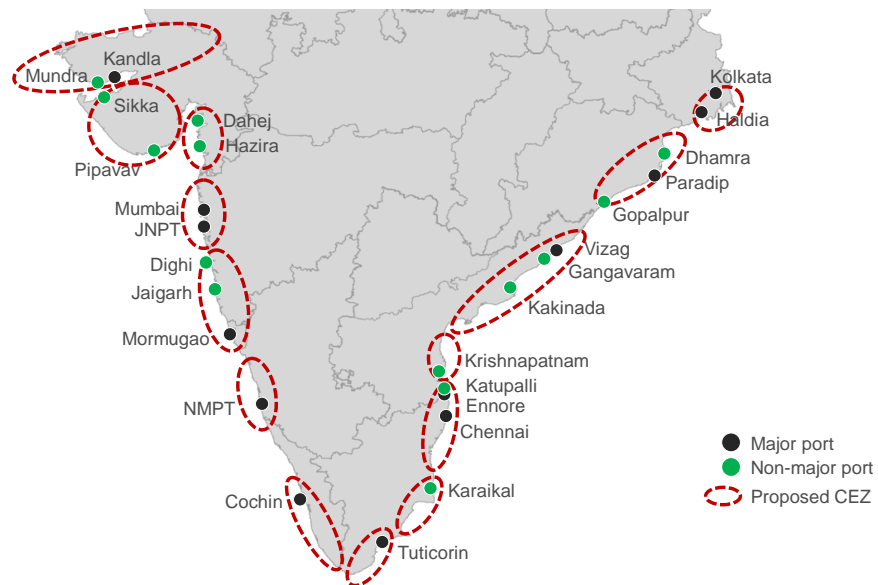 Kandla
Mundra
Sikka
Pipavav
Dahej
Hazira
Mumbai
JNPT
Dighi
Jaigarh
Mormugao
NMPT
Cochin
Kolkata
Haldia
Dhamra
Paradip
Gopalpur
Vizag
Gangavaram
Kakinada
Krishnapatnam
Katupalli
Ennore
Chennai
Karaikal
Tuticorin
Major port
Non-major port
Proposed CEZ